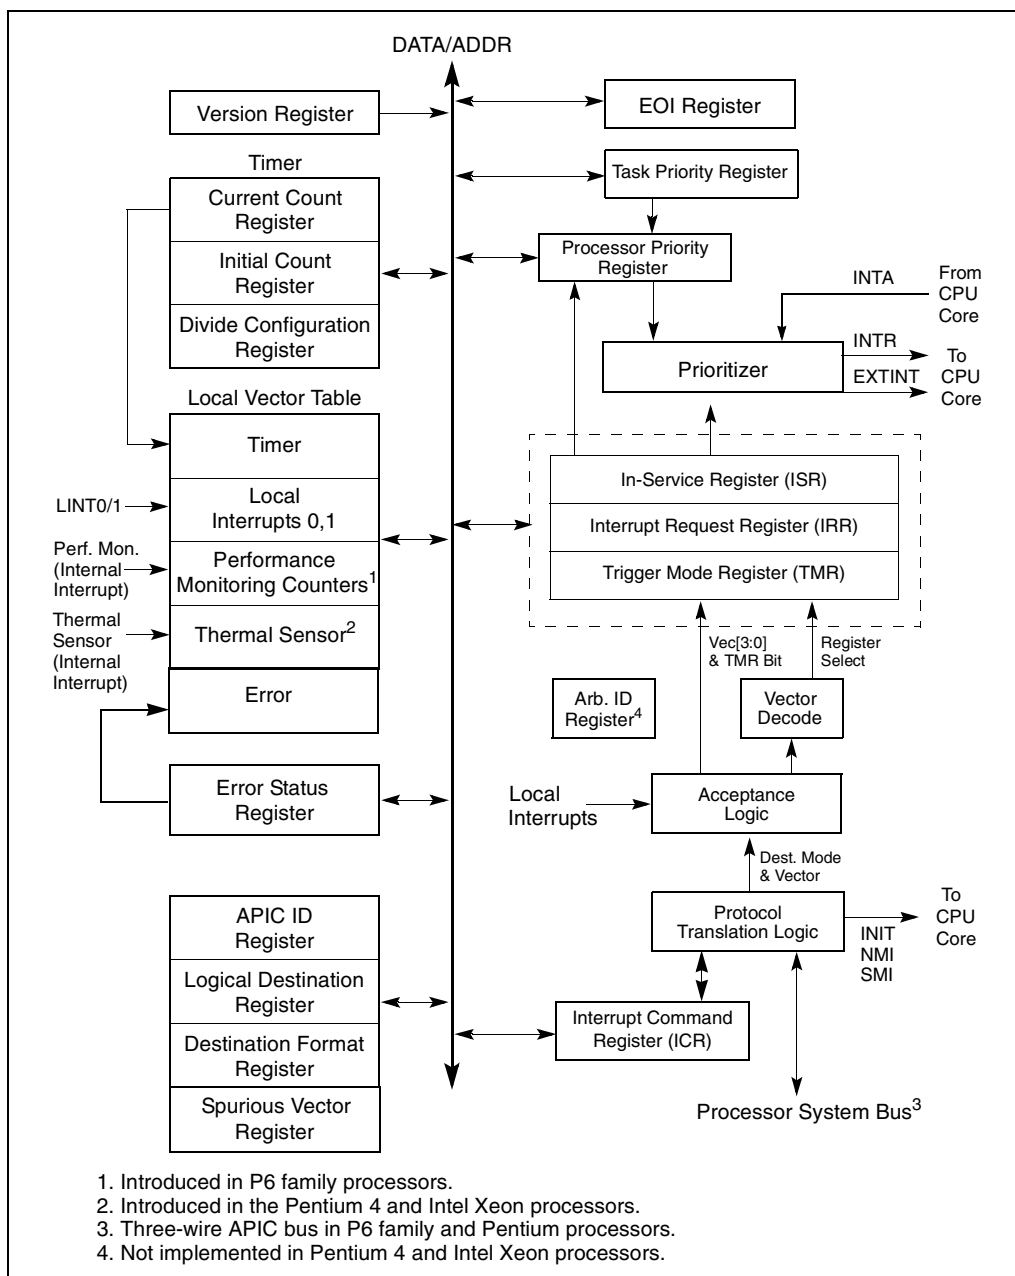 DATA/ADDR
Version Register
EOI Register
Timer
Current Count
Register
Initial Count
Register
Divide Configuration
Register
Task Priority Register
Processor Priority
Register
INTA
From
CPU
Core
Prioritizer
INTR
EXTINT
To
CPU
Core
Local Vector Table
Timer
Local
Interrupts 0,1
Performance
Monitoring Counters1
Thermal Sensor2
Error
LINT0/1
Perf. Mon.
(Internal
Interrupt)
Thermal
Sensor
(Internal
Interrupt)
In-Service Register (ISR)
Interrupt Request Register (IRR)
Trigger Mode Register (TMR)
Vec[3:0]
& TMR Bit
Register
Select
Arb. ID
Register4
Vector
Decode
Error Status
Register
Local
Interrupts
Acceptance
Logic
Dest. Mode
& Vector
APIC ID
Register
Logical Destination
Register
Destination Format
Register
Spurious Vector
Register
Protocol
Translation Logic
INIT
NMI
SMI
To
CPU
Core
Interrupt Command
Register (ICR)
Processor System Bus3
1. Introduced in P6 family processors.
2. Introduced in the Pentium 4 and Intel Xeon processors.
3. Three-wire APIC bus in P6 family and Pentium processors.
4. Not implemented in Pentium 4 and Intel Xeon processors.